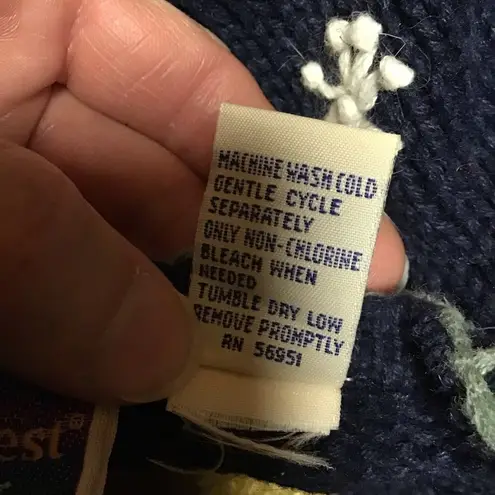 MACHINE WASH COLD
GENTLE CYCLE
SEPARATELY
ONLY NON-CHLORINE
BLEACH WHEN
NEEDED
TUMBLE DRY LOW
REMOVE PROMPTLY
RN 56951
est®